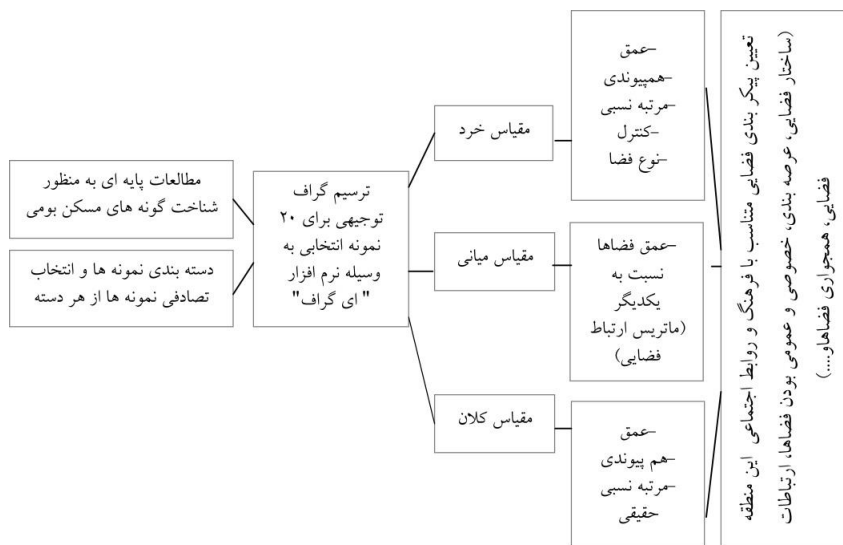 مطالعات پایه ای به منظور
شناخت گونه های مسکن بومی
دسته بندی نمونه ها و انتخاب
تصادفی نمونه ها از هر دسته
ترسیم گراف
توجیهی برای ۲۰
نمونه انتخابی به
وسیله نرم افزار
" ای گراف"
مقیاس خرد
مقیاس میانی
مقیاس کلان
-عمق
-همپیوندی
-مرتبه نسبی
-کنترل
-نوع فضا
-عمق فضاها
نسبت به
یکدیگر
(ماتریس ارتباط
فضایی)
-عمق
-هم پیوندی
-مرتبه نسبی
حقیقی
تعیین پیکر بندی فضایی متناسب با فرهنگ و روابط اجتماعی این منطقه
(ساختار فضایی، عرصه بندی، خصوصی و عمومی بودن فضاها، ارتباطات
فضایی، همجواری فضاهاو....)